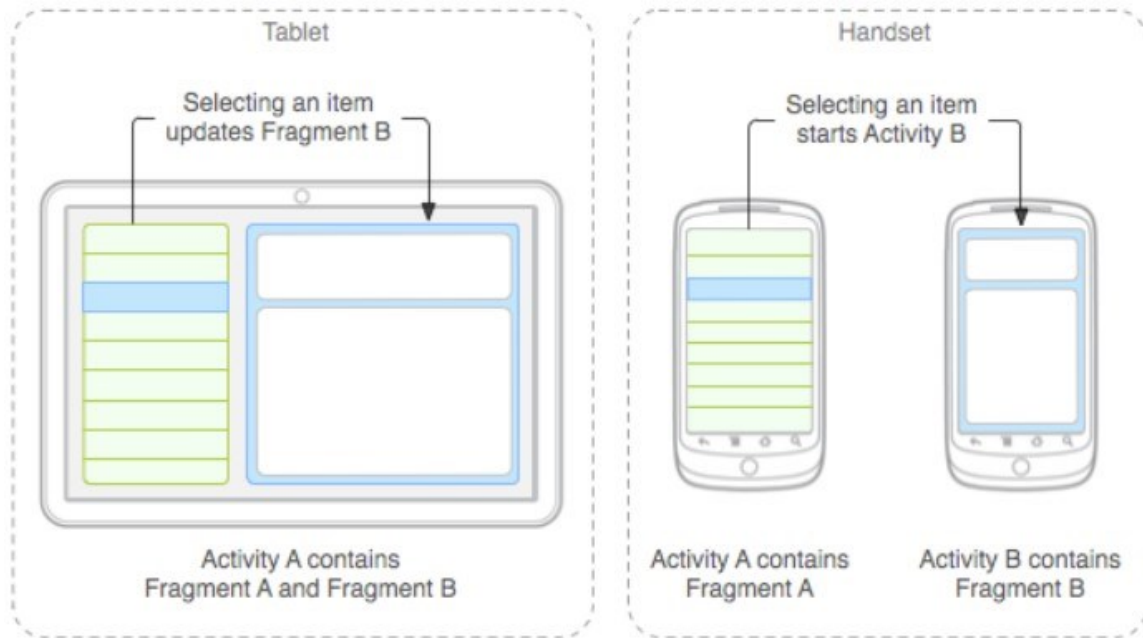 Tablet
Selecting an item
updates Fragment B
Activity A contains
Fragment A and Fragment B
Handset
Selecting an item
starts Activity B
Activity A contains
Fragment A
Activity B contains
Fragment B